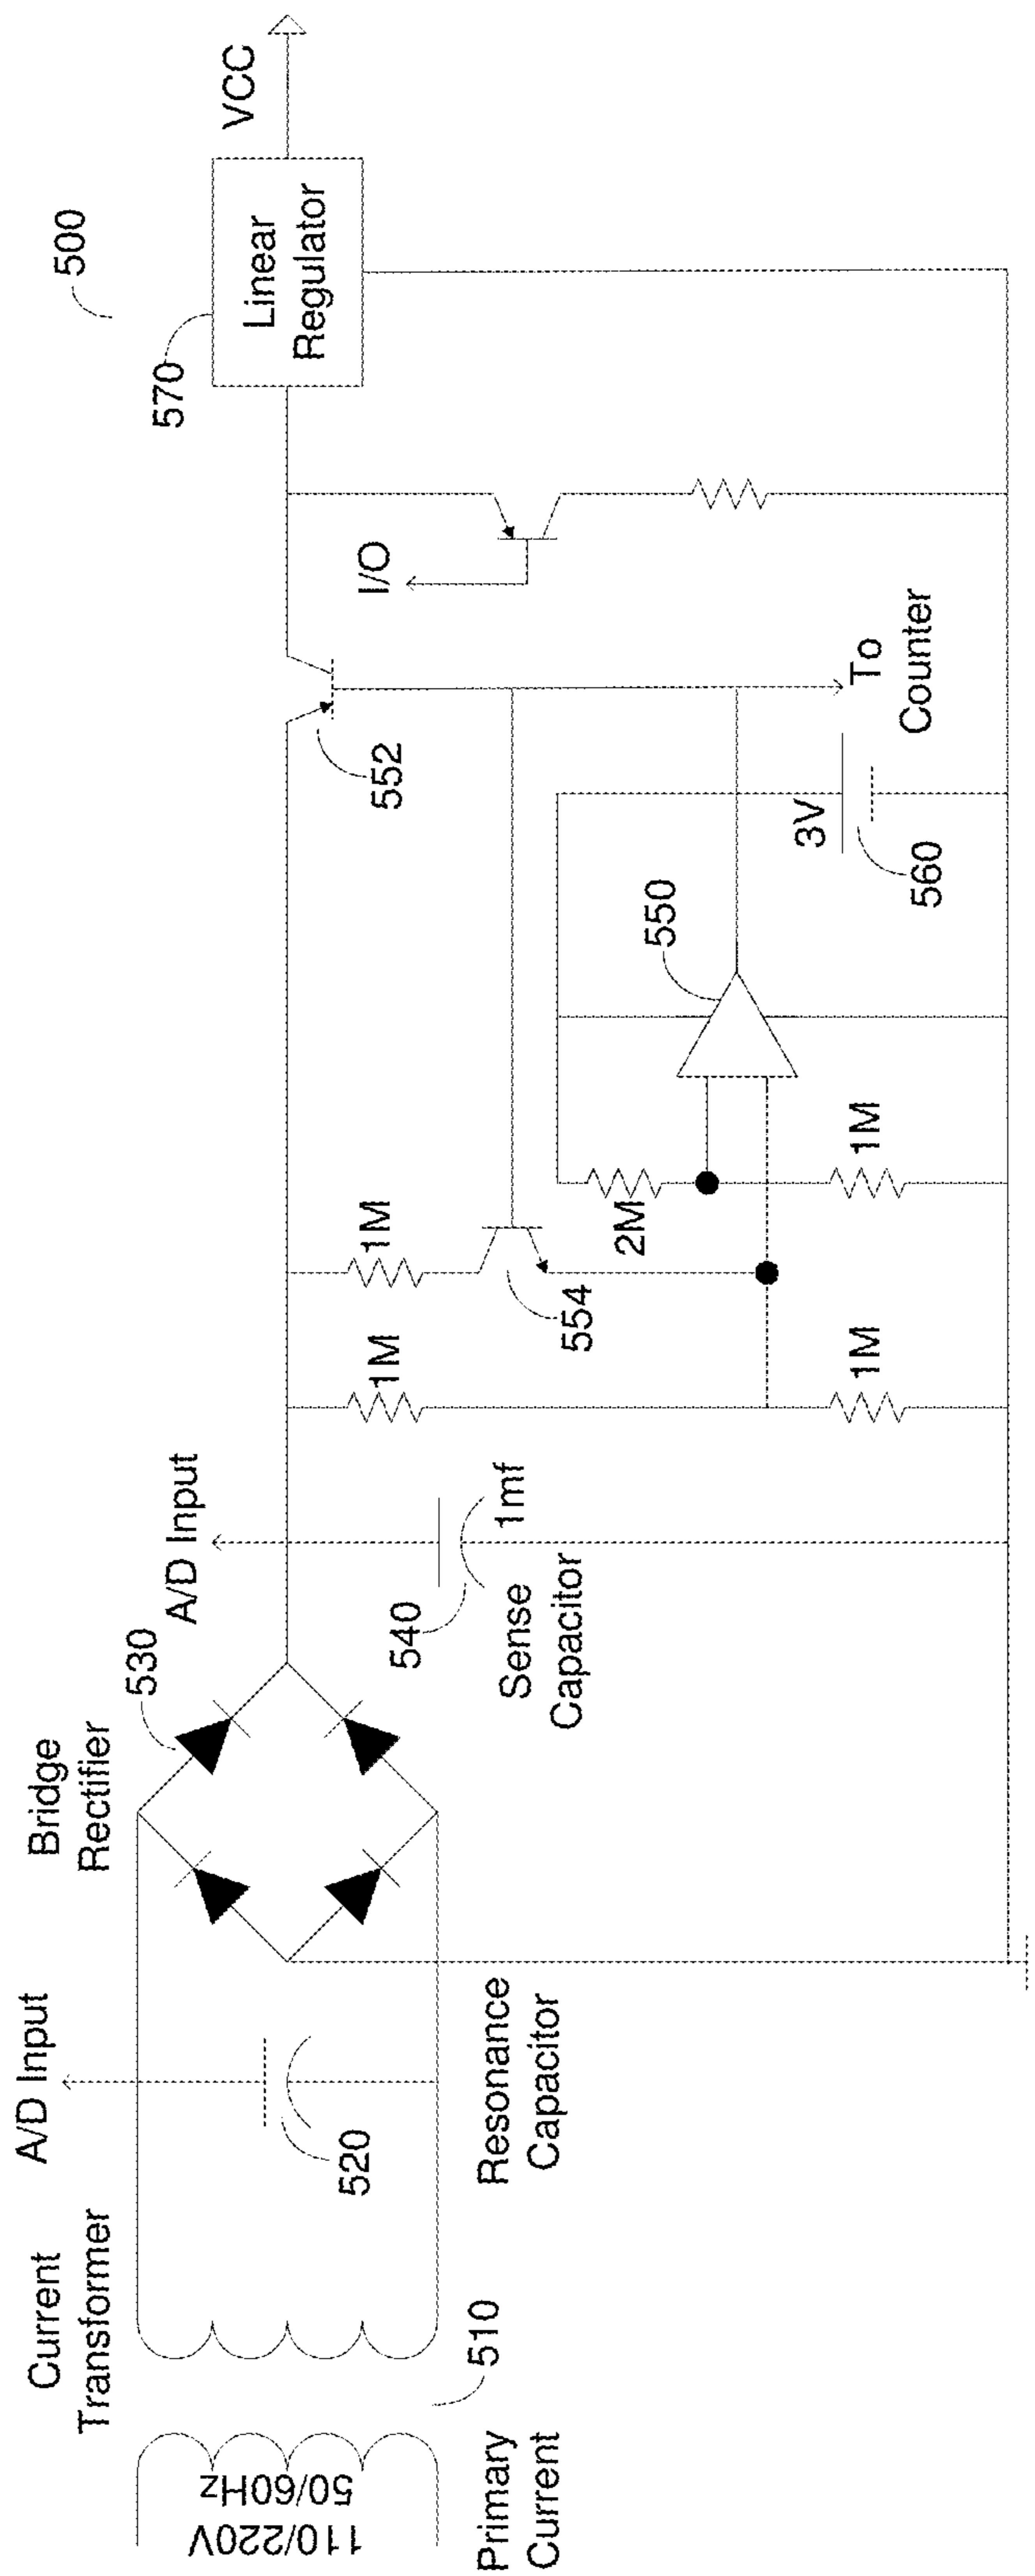 500
Current
Transformer
A/D Input
Bridge
Rectifier
530
A/D Input
570
Linear
Regulator
VCC
110/220V
50/60Hz
Primary
Current
510
520
Resonance
Capacitor
540
Sense
Capacitor
1mf
1M
1M
1M
554
2M
1M
550
552
3V
560
To
Counter
I/O